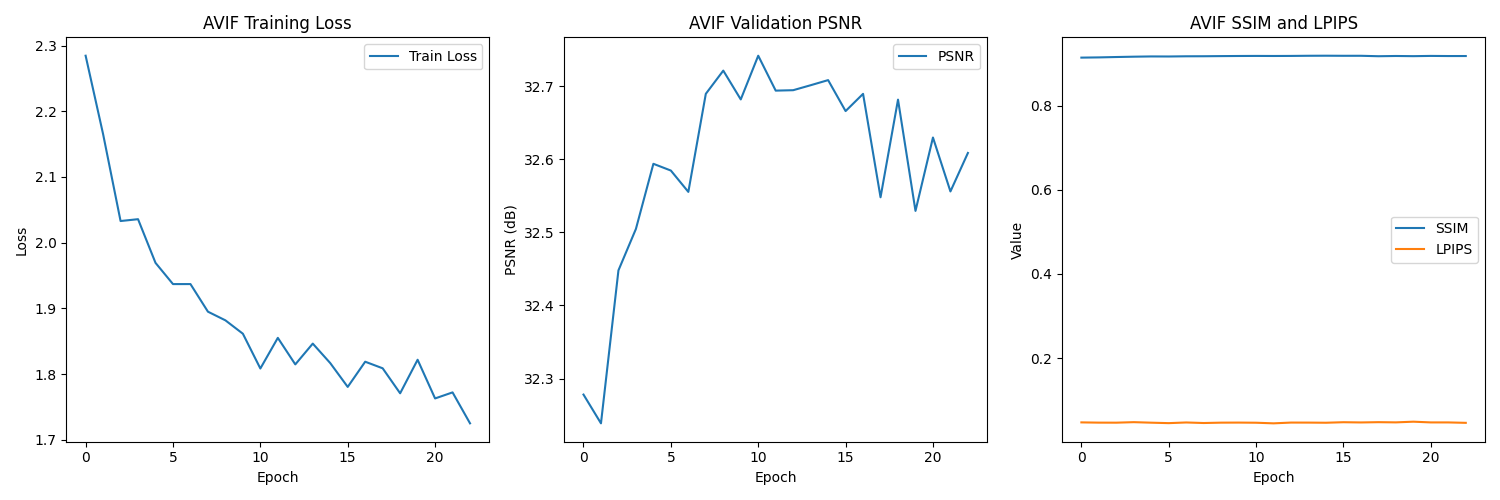 AVIF Training Loss
Train Loss
2.3
2.2
2.1
2.0
1.9
1.8
1.7
Loss
0 5 10 15 20
Epoch
AVIF Validation PSNR
PSNR
32.7
32.6
32.5
32.4
32.3
PSNR (dB)
0 5 10 15 20
Epoch
AVIF SSIM and LPIPS
SSIM
LPIPS
0.8
0.6
0.4
0.2
Value
0 5 10 15 20
Epoch